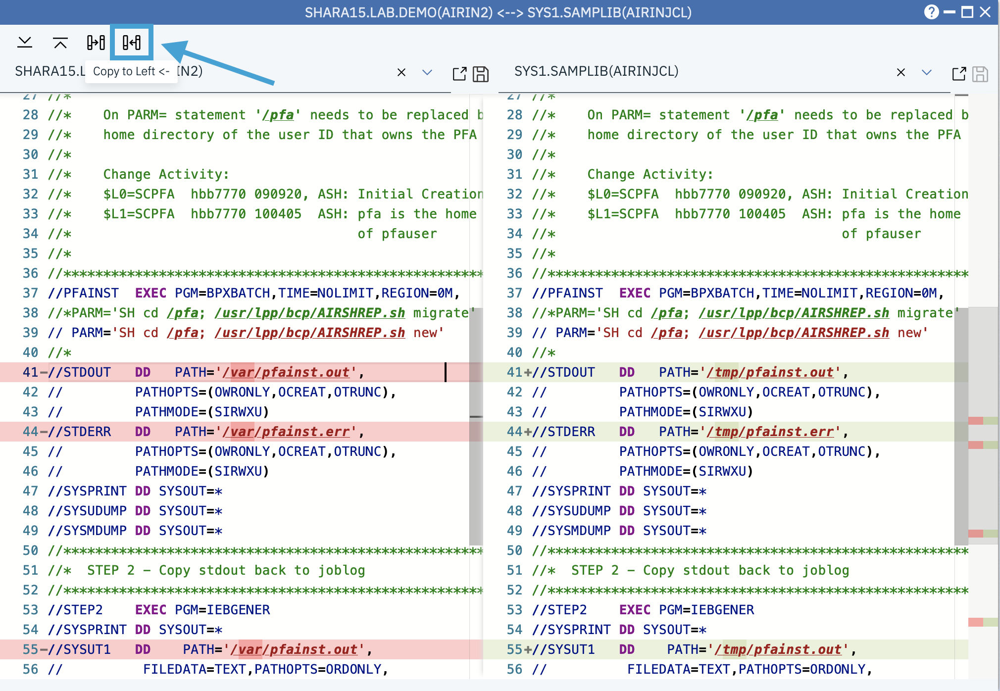 SHARA15.LAB.DEMO(AIRIN2) <--> SYS1.SAMPLIB(AIRINJCL)
SHARA15.L IN2)
Copy to Left <-
SYS1.SAMPLIB(AIRINJCL)
27 //*
28 //*    On PARM= statement '/pfa' needs to be replaced b
29 //*    home directory of the user ID that owns the PFA
30 //*
31 //*    Change Activity:
32 //*    $L0=SCPFA  hbb7770 090920, ASH: Initial Creation
33 //*    $L1=SCPFA  hbb7770 100405  ASH: pfa is the home
34 //*                                    of pfauser
35 //*
36 //*****************************************************
37 //PFAINST  EXEC PGM=BPXBATCH,TIME=NOLIMIT,REGION=0M,
38 //*PARM='SH cd /pfa; /usr/lpp/bcp/AIRSHREP.sh migrate'
39 // PARM='SH cd /pfa; /usr/lpp/bcp/AIRSHREP.sh new'
40 //*
41−//STDOUT   DD   PATH='/var/pfainst.out',
42 //         PATHOPTS=(OWRONLY,OCREAT,OTRUNC),
43 //         PATHMODE=(SIRWXU)
44−//STDERR   DD   PATH='/var/pfainst.err',
45 //         PATHOPTS=(OWRONLY,OCREAT,OTRUNC),
46 //         PATHMODE=(SIRWXU)
47 //SYSPRINT DD SYSOUT=*
48 //SYSUDUMP DD SYSOUT=*
49 //SYSMDUMP DD SYSOUT=*
50 //*****************************************************
51 //*  STEP 2 – Copy stdout back to joblog
52 //*****************************************************
53 //STEP2    EXEC PGM=IEBGENER
54 //SYSPRINT DD SYSOUT=*
55−//SYSUT1   DD    PATH='/var/pfainst.out',
56 //          FILEDATA=TEXT,PATHOPTS=ORDONLY,
27 //*
28 //*    On PARM= statement '/pfa' needs to be replaced b
29 //*    home directory of the user ID that owns the PFA
30 //*
31 //*    Change Activity:
32 //*    $L0=SCPFA  hbb7770 090920, ASH: Initial Creation
33 //*    $L1=SCPFA  hbb7770 100405  ASH: pfa is the home
34 //*                                    of pfauser
35 //*
36 //*****************************************************
37 //PFAINST  EXEC PGM=BPXBATCH,TIME=NOLIMIT,REGION=0M,
38 //*PARM='SH cd /pfa; /usr/lpp/bcp/AIRSHREP.sh migrate'
39 // PARM='SH cd /pfa; /usr/lpp/bcp/AIRSHREP.sh new'
40 //*
41+//STDOUT   DD   PATH='/tmp/pfainst.out',
42 //         PATHOPTS=(OWRONLY,OCREAT,OTRUNC),
43 //         PATHMODE=(SIRWXU)
44+//STDERR   DD   PATH='/tmp/pfainst.err',
45 //         PATHOPTS=(OWRONLY,OCREAT,OTRUNC),
46 //         PATHMODE=(SIRWXU)
47 //SYSPRINT DD SYSOUT=*
48 //SYSUDUMP DD SYSOUT=*
49 //SYSMDUMP DD SYSOUT=*
50 //*****************************************************
51 //*  STEP 2 – Copy stdout back to joblog
52 //*****************************************************
53 //STEP2    EXEC PGM=IEBGENER
54 //SYSPRINT DD SYSOUT=*
55+//SYSUT1   DD    PATH='/tmp/pfainst.out',
56 //          FILEDATA=TEXT,PATHOPTS=ORDONLY,